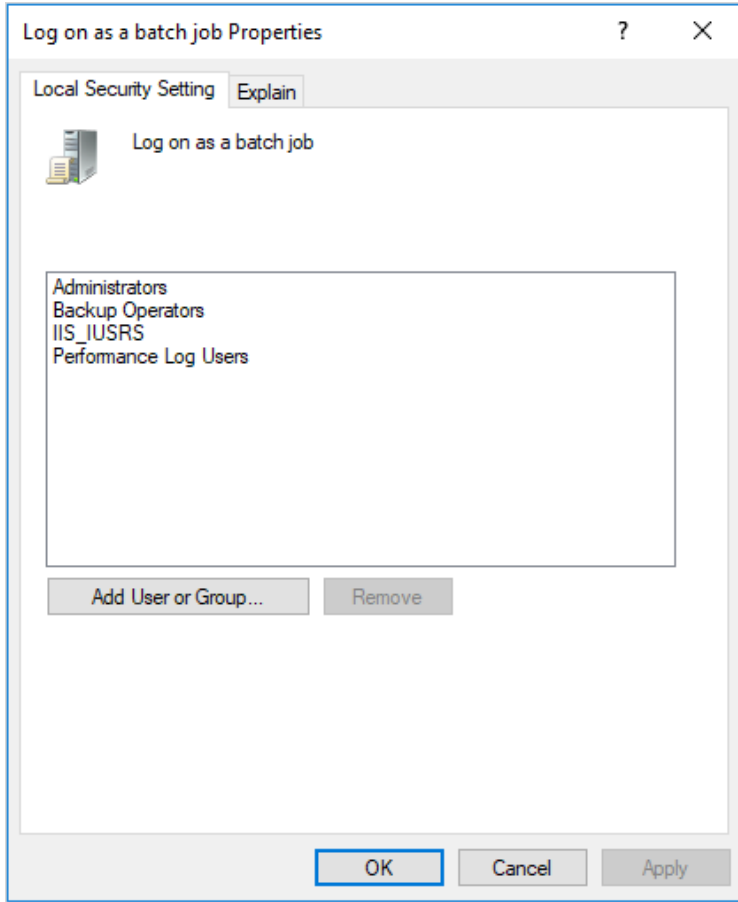 Log on as a batch job Properties
?
Local Security Setting
Explain
Log on as a batch job
Administrators
Backup Operators
IIS_IUSRS
Performance Log Users
Add User or Group...
Remove
OK
Cancel
Apply